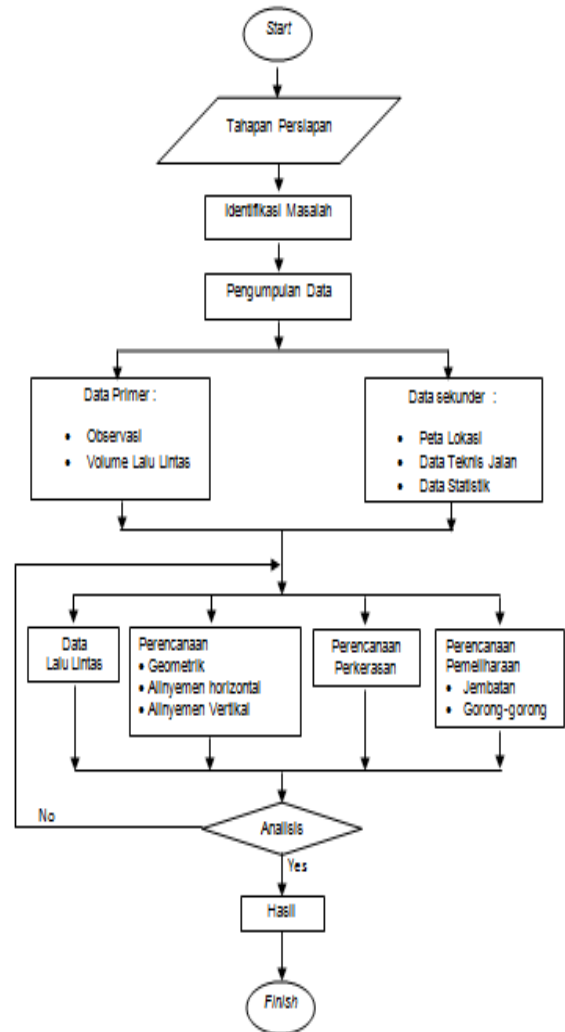 Start
Tahapan Persiapan
Identifikasi Masalah
Pengumpulan Data
Data Primer :
• Observasi
• Volume Lalu Lintas
Data sekunder :
• Peta Lokasi
• Data Teknis Jalan
• Data Statistik
Data
Lalu Lintas
Perencanaan
• Geometrik
• Alinyemen horizontal
• Alinyemen Vertikal
Perencanaan
Perkerasan
Perencanaan
Pemeliharaan
• Jembatan
• Gorong-gorong
No
Analisis
Yes
Hasil
Finish